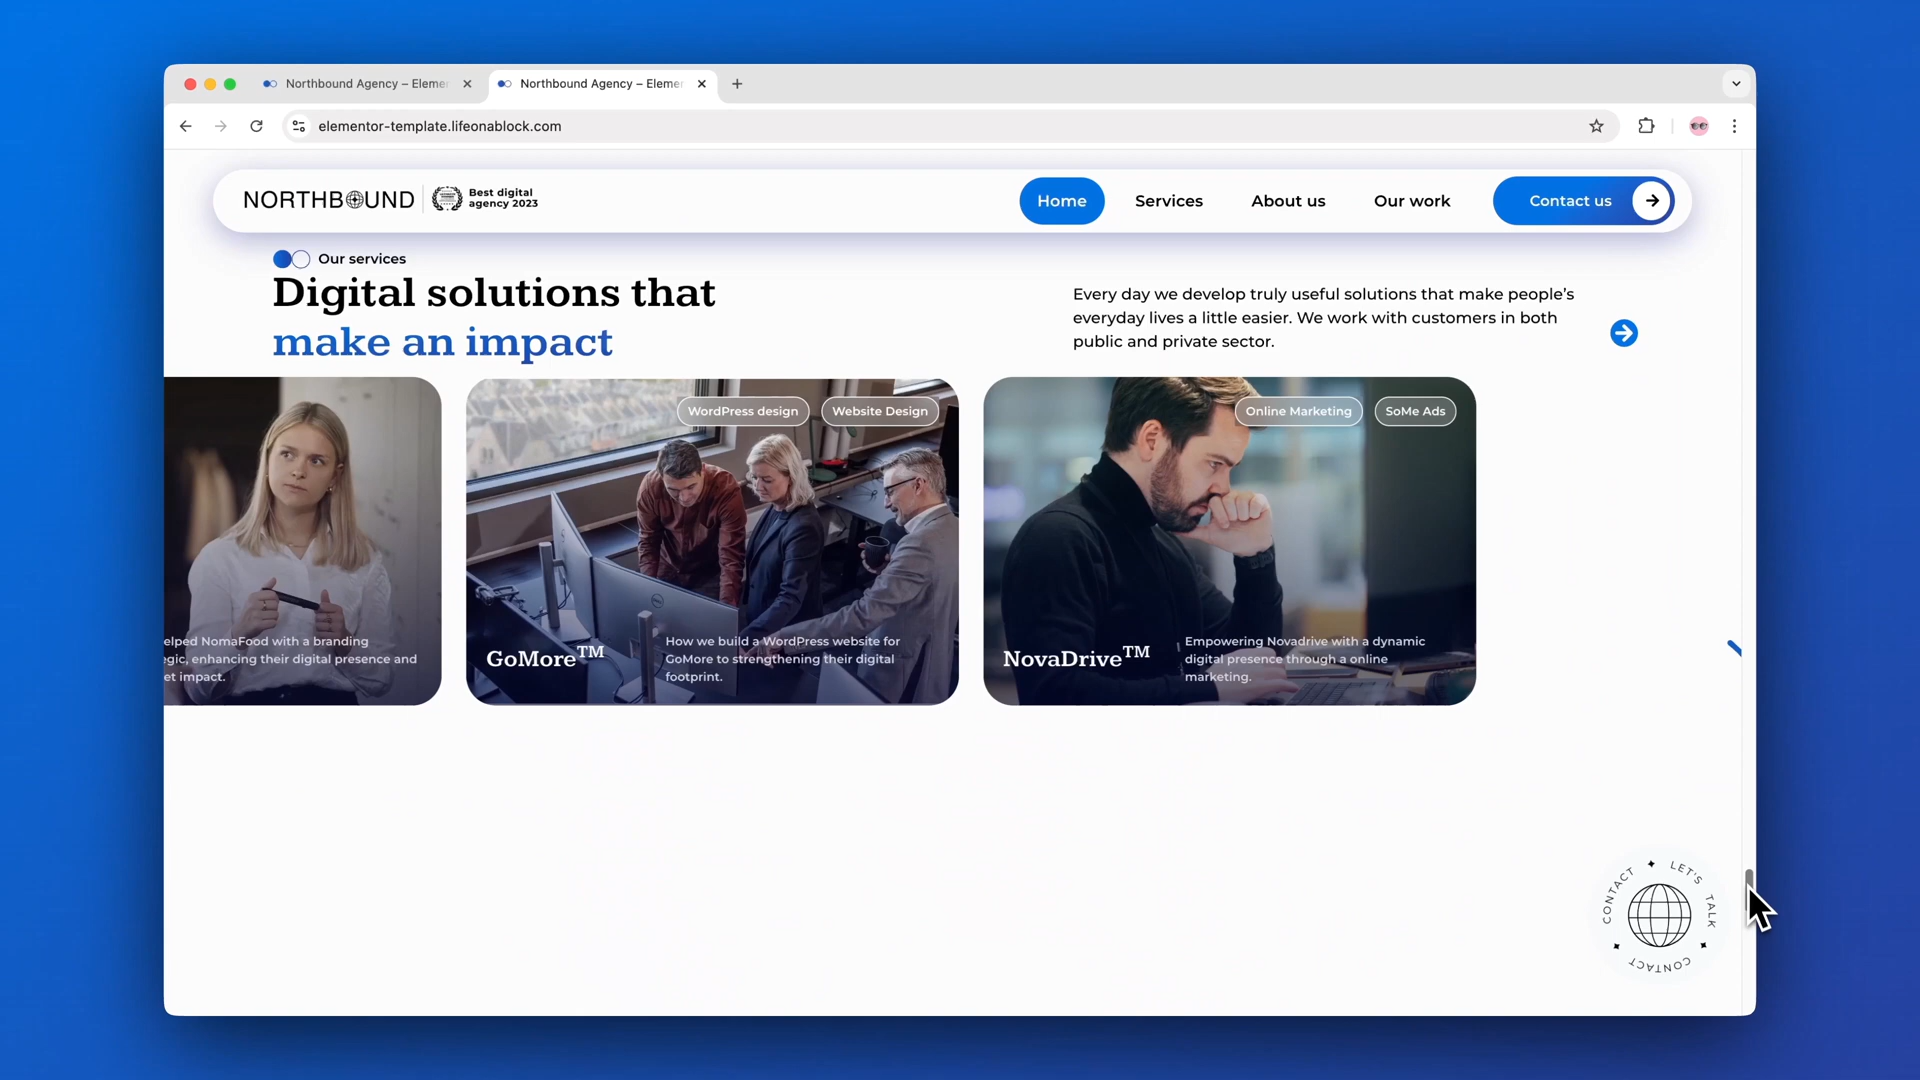 Northbound Agency – Eleme
Northbound Agency – Elemer
elementor-template.lifeonablock.com
NORTHBOUND
Best digital
agency 2023
Home
Services
About us
Our work
Contact us
Our services
Digital solutions that
make an impact
Every day we develop truly useful solutions that make people's
everyday lives a little easier. We work with customers in both
public and private sector.
elped NomaFood with a branding
egic, enhancing their digital presence and
et impact.
WordPress design
Website Design
GoMore™
How we build a WordPress website for
GoMore to strengthening their digital
footprint.
Online Marketing
SoMe Ads
NovaDrive™
Empowering Novadrive with a dynamic
digital presence through a online
marketing.
CONTACT ✦ LET'S TALK ✦ CONTACT ✦